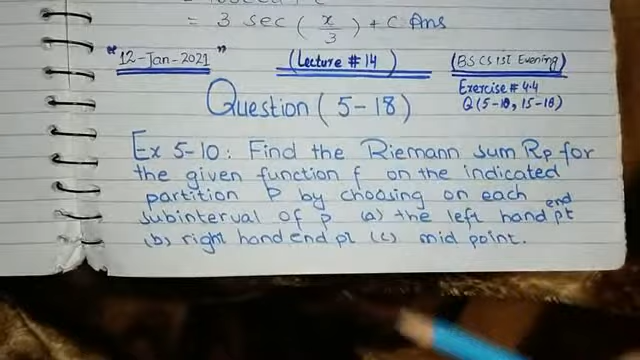 = 3 sec ( x/3 ) + C Ans
"12-Jan-2021" (Lecture # 14) (BSCS 1st Evening)
Exercise # 4.4
Question (5-18) Q(5-10, 15-18)
Ex 5-10: Find the Riemann sum Rp for
the given function f on the indicated
partition P by choosing on each
subinterval of p (a) the left hand end pt
(b) right hand end pt (c) mid point.